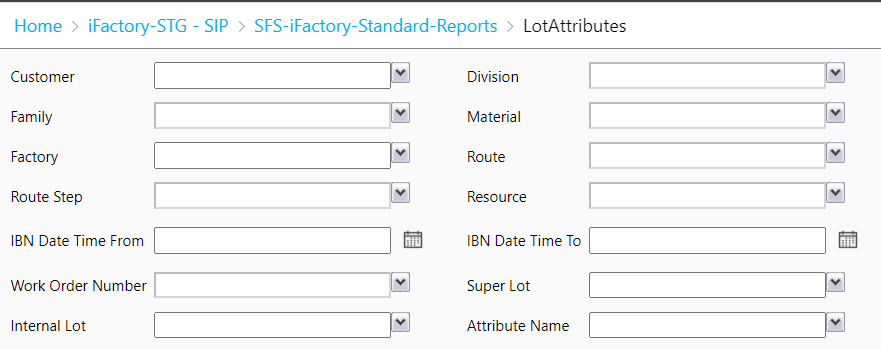 Home > iFactory-STG - SIP > SFS-iFactory-Standard-Reports > LotAttributes
Customer Division
Family Material
Factory Route
Route Step Resource
IBN Date Time From IBN Date Time To
Work Order Number Super Lot
Internal Lot Attribute Name